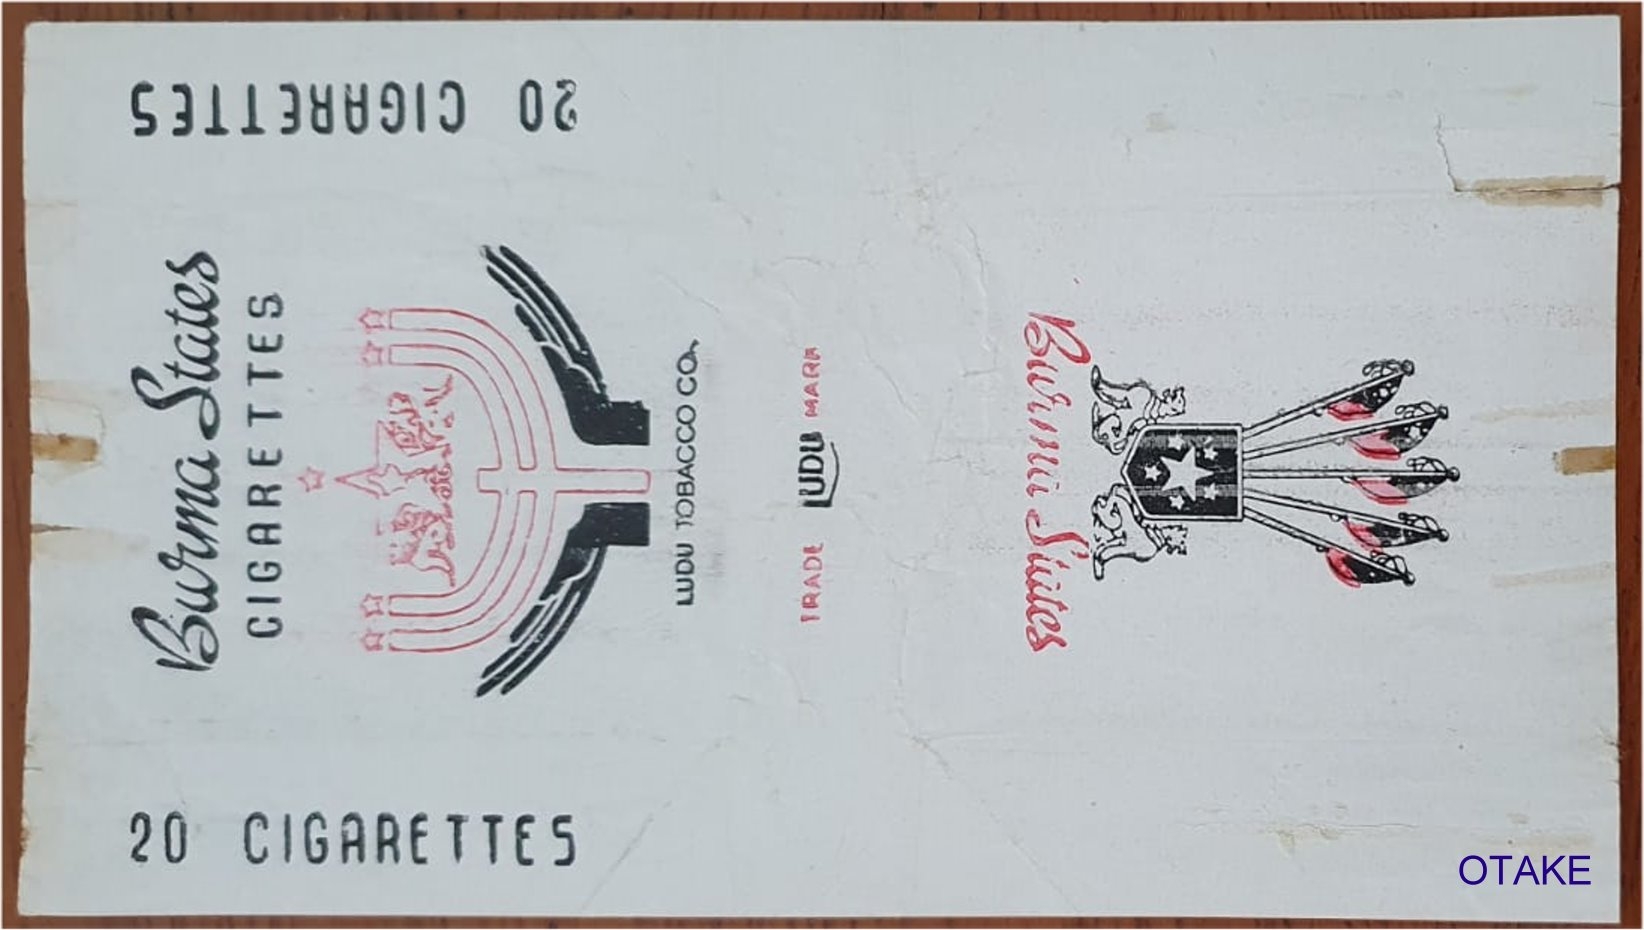 20 CIGARETTES
Burma States
CIGARETTES
LUDU TOBACCO CO.,
TRADE LUDU MARK
Burma States
20 CIGARETTES
OTAKE